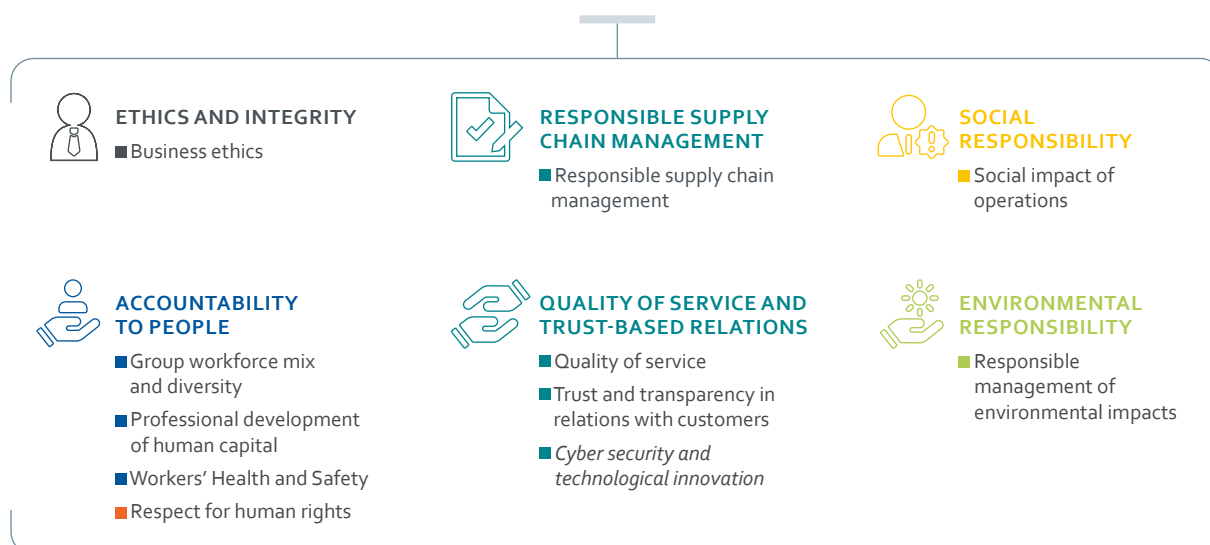 ETHICS AND INTEGRITY
Business ethics
RESPONSIBLE SUPPLY
CHAIN MANAGEMENT
Responsible supply chain
management
SOCIAL
RESPONSIBILITY
Social impact of
operations
ACCOUNTABILITY
TO PEOPLE
Group workforce mix
and diversity
Professional development
of human capital
Workers' Health and Safety
Respect for human rights
QUALITY OF SERVICE AND
TRUST-BASED RELATIONS
Quality of service
Trust and transparency in
relations with customers
Cyber security and
technological innovation
ENVIRONMENTAL
RESPONSIBILITY
Responsible
management of
environmental impacts